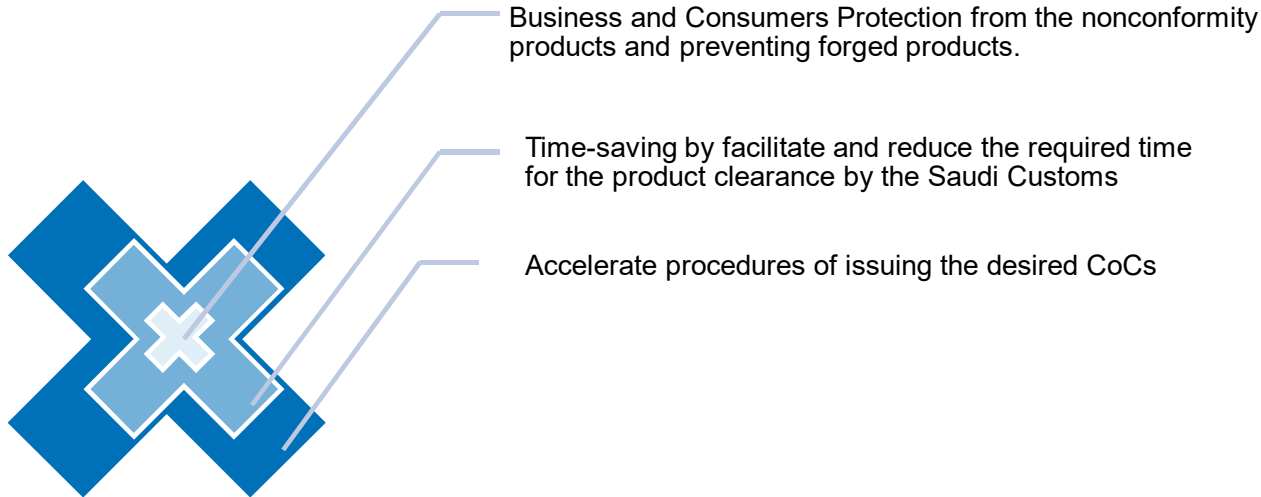 Business and Consumers Protection from the nonconformity
products and preventing forged products.
Time-saving by facilitate and reduce the required time
for the product clearance by the Saudi Customs
Accelerate procedures of issuing the desired CoCs